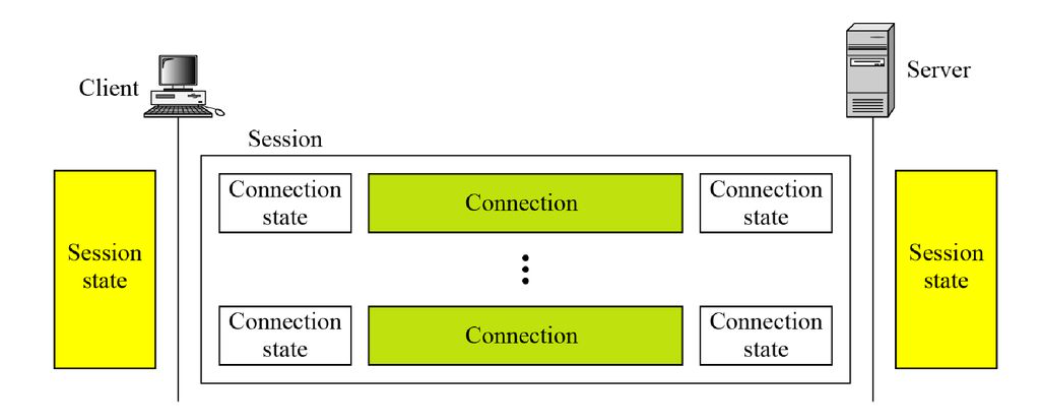 Client
Server
Session
Session
state
Connection
state
Connection
Connection
state
Session
state
Connection
state
Connection
Connection
state